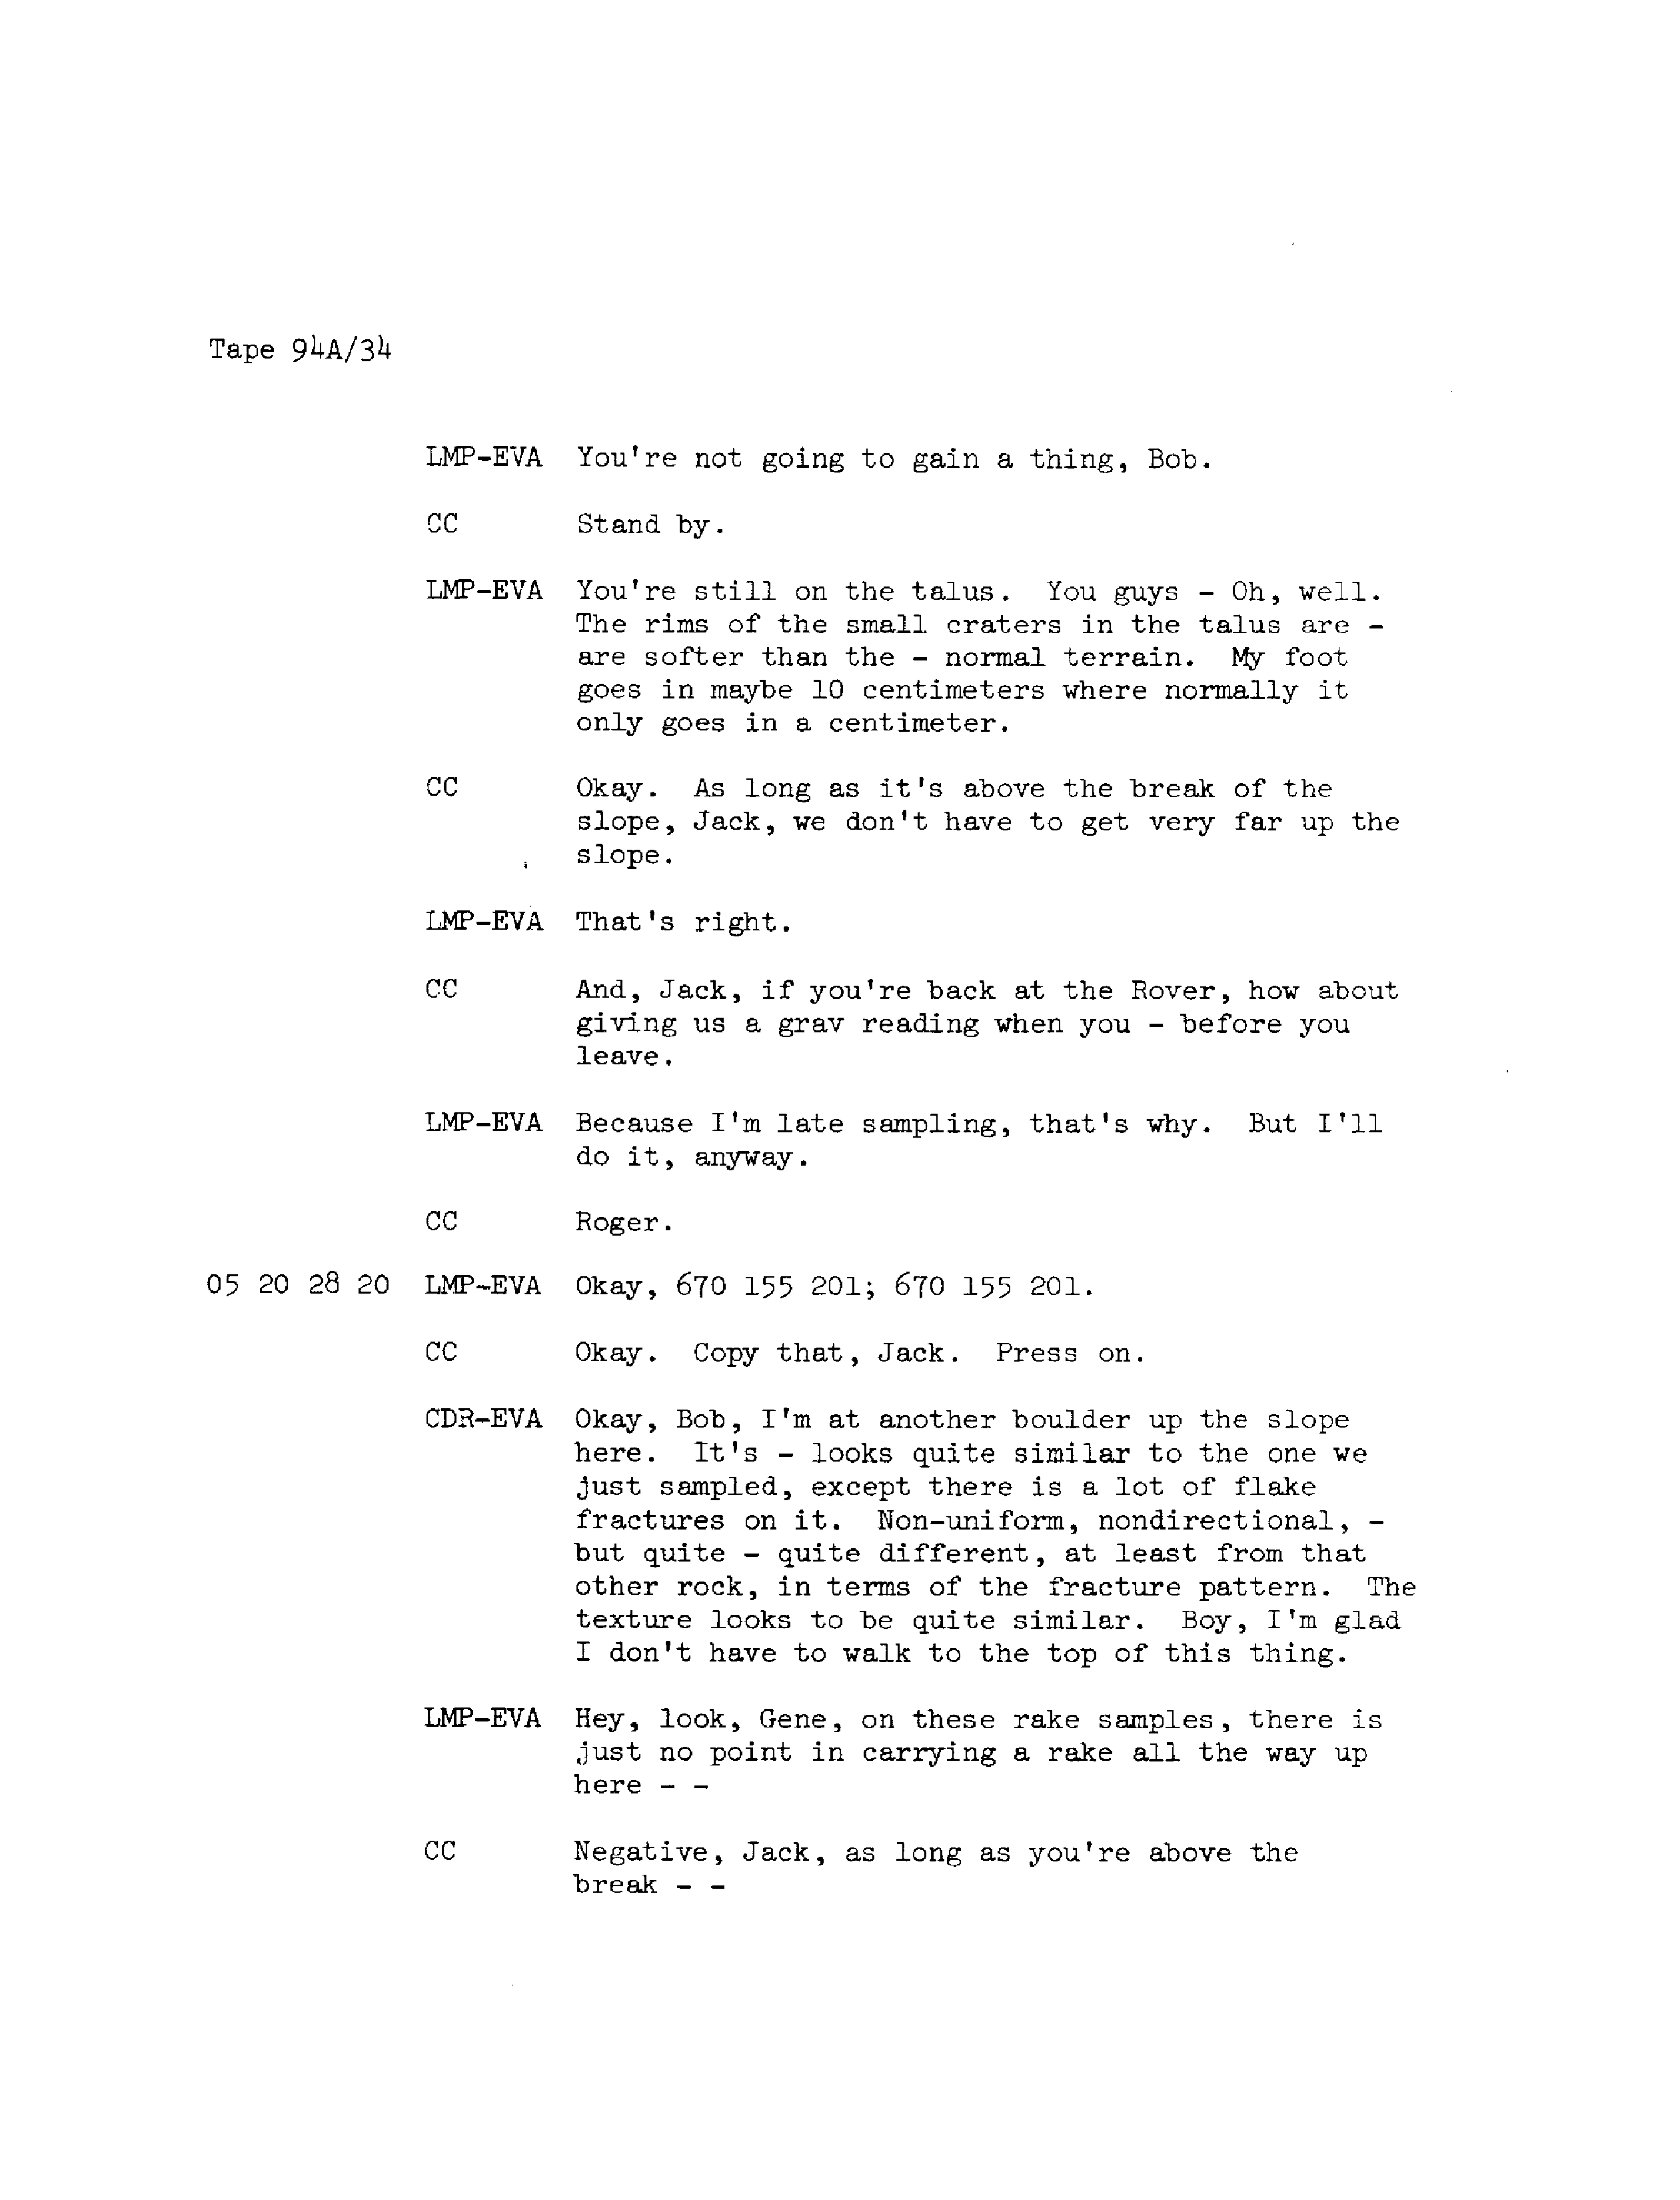 Tape 94A/34
LMP-EVA You're not going to gain a thing, Bob.
CC Stand by.
LMP-EVA You're still on the talus. You guys - Oh, well.
The rims of the small craters in the talus are -
are softer than the - normal terrain. My foot
goes in maybe 10 centimeters where normally it
only goes in a centimeter.
CC Okay. As long as it's above the break of the
slope, Jack, we don't have to get very far up the
slope.
LMP-EVA That's right.
CC And, Jack, if you're back at the Rover, how about
giving us a grav reading when you - before you
leave.
LMP-EVA Because I'm late sampling, that's why. But I'll
do it, anyway.
CC Roger.
05 20 28 20 LMP-EVA Okay, 670 155 201; 670 155 201.
CC Okay. Copy that, Jack. Press on.
CDR-EVA Okay, Bob, I'm at another boulder up the slope
here. It's - looks quite similar to the one we
just sampled, except there is a lot of flake
fractures on it. Non-uniform, nondirectional, -
but quite - quite different, at least from that
other rock, in terms of the fracture pattern. The
texture looks to be quite similar. Boy, I'm glad
I don't have to walk to the top of this thing.
LMP-EVA Hey, look, Gene, on these rake samples, there is
just no point in carrying a rake all the way up
here - -
CC Negative, Jack, as long as you're above the
break - -